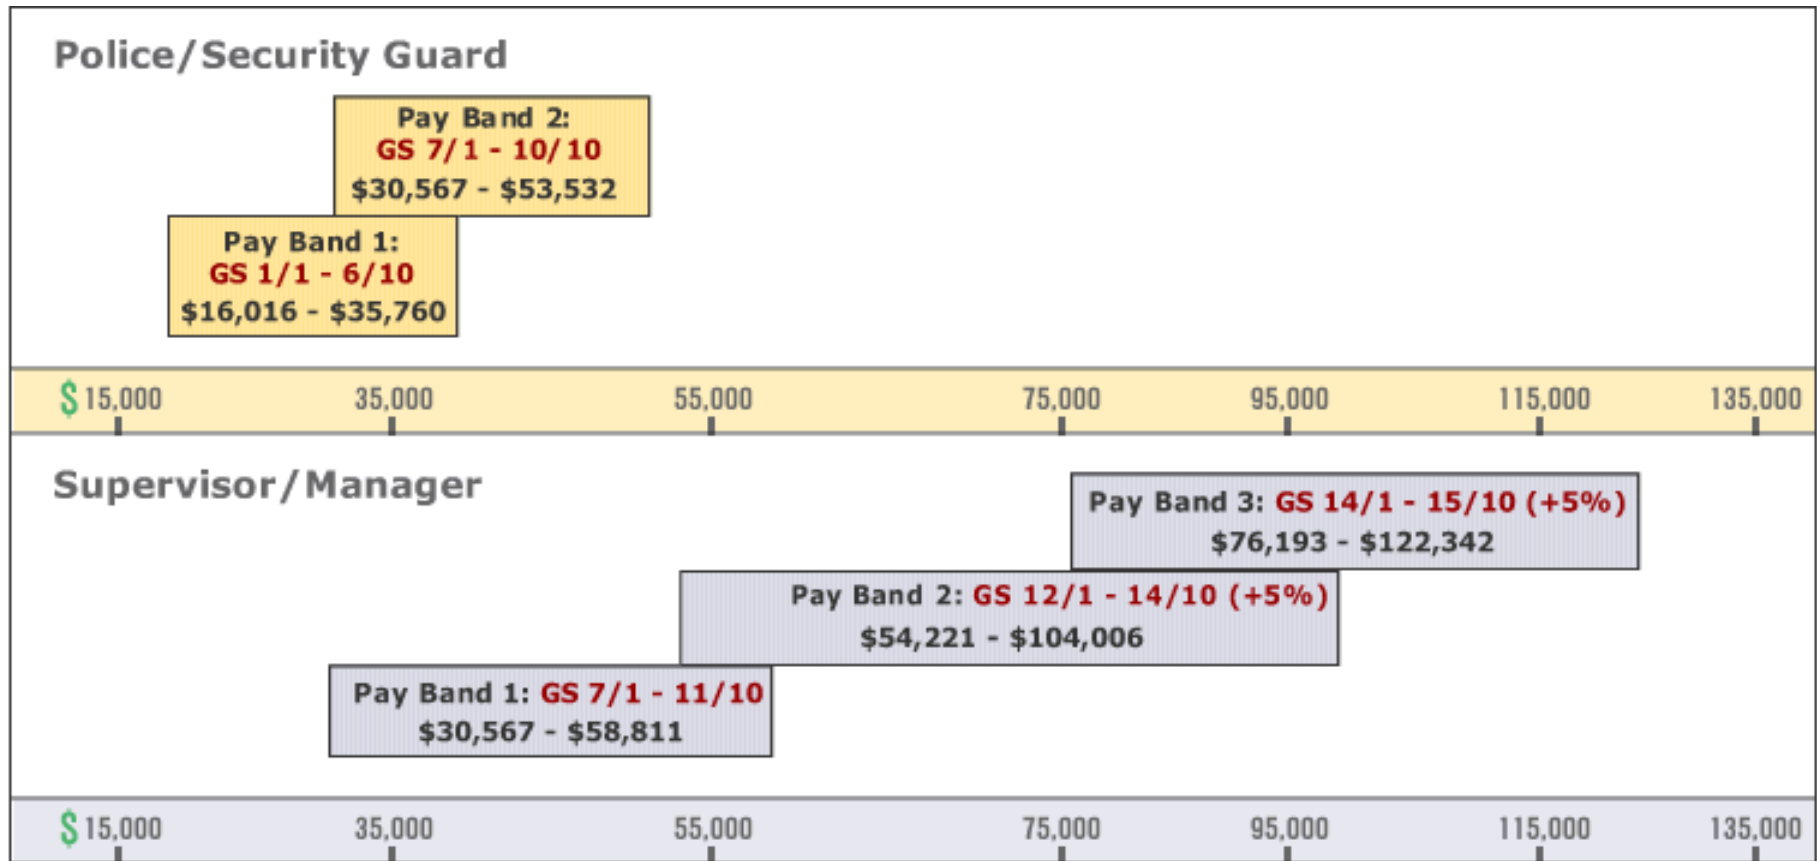 Police/Security Guard
Pay Band 2:
GS 7/1 - 10/10
$30,567 - $53,532
Pay Band 1:
GS 1/1 - 6/10
$16,016 - $35,760
$ 15,000 35,000 55,000 75,000 95,000 115,000 135,000
Supervisor/Manager
Pay Band 3: GS 14/1 - 15/10 (+5%)
$76,193 - $122,342
Pay Band 2: GS 12/1 - 14/10 (+5%)
$54,221 - $104,006
Pay Band 1: GS 7/1 - 11/10
$30,567 - $58,811
$ 15,000 35,000 55,000 75,000 95,000 115,000 135,000